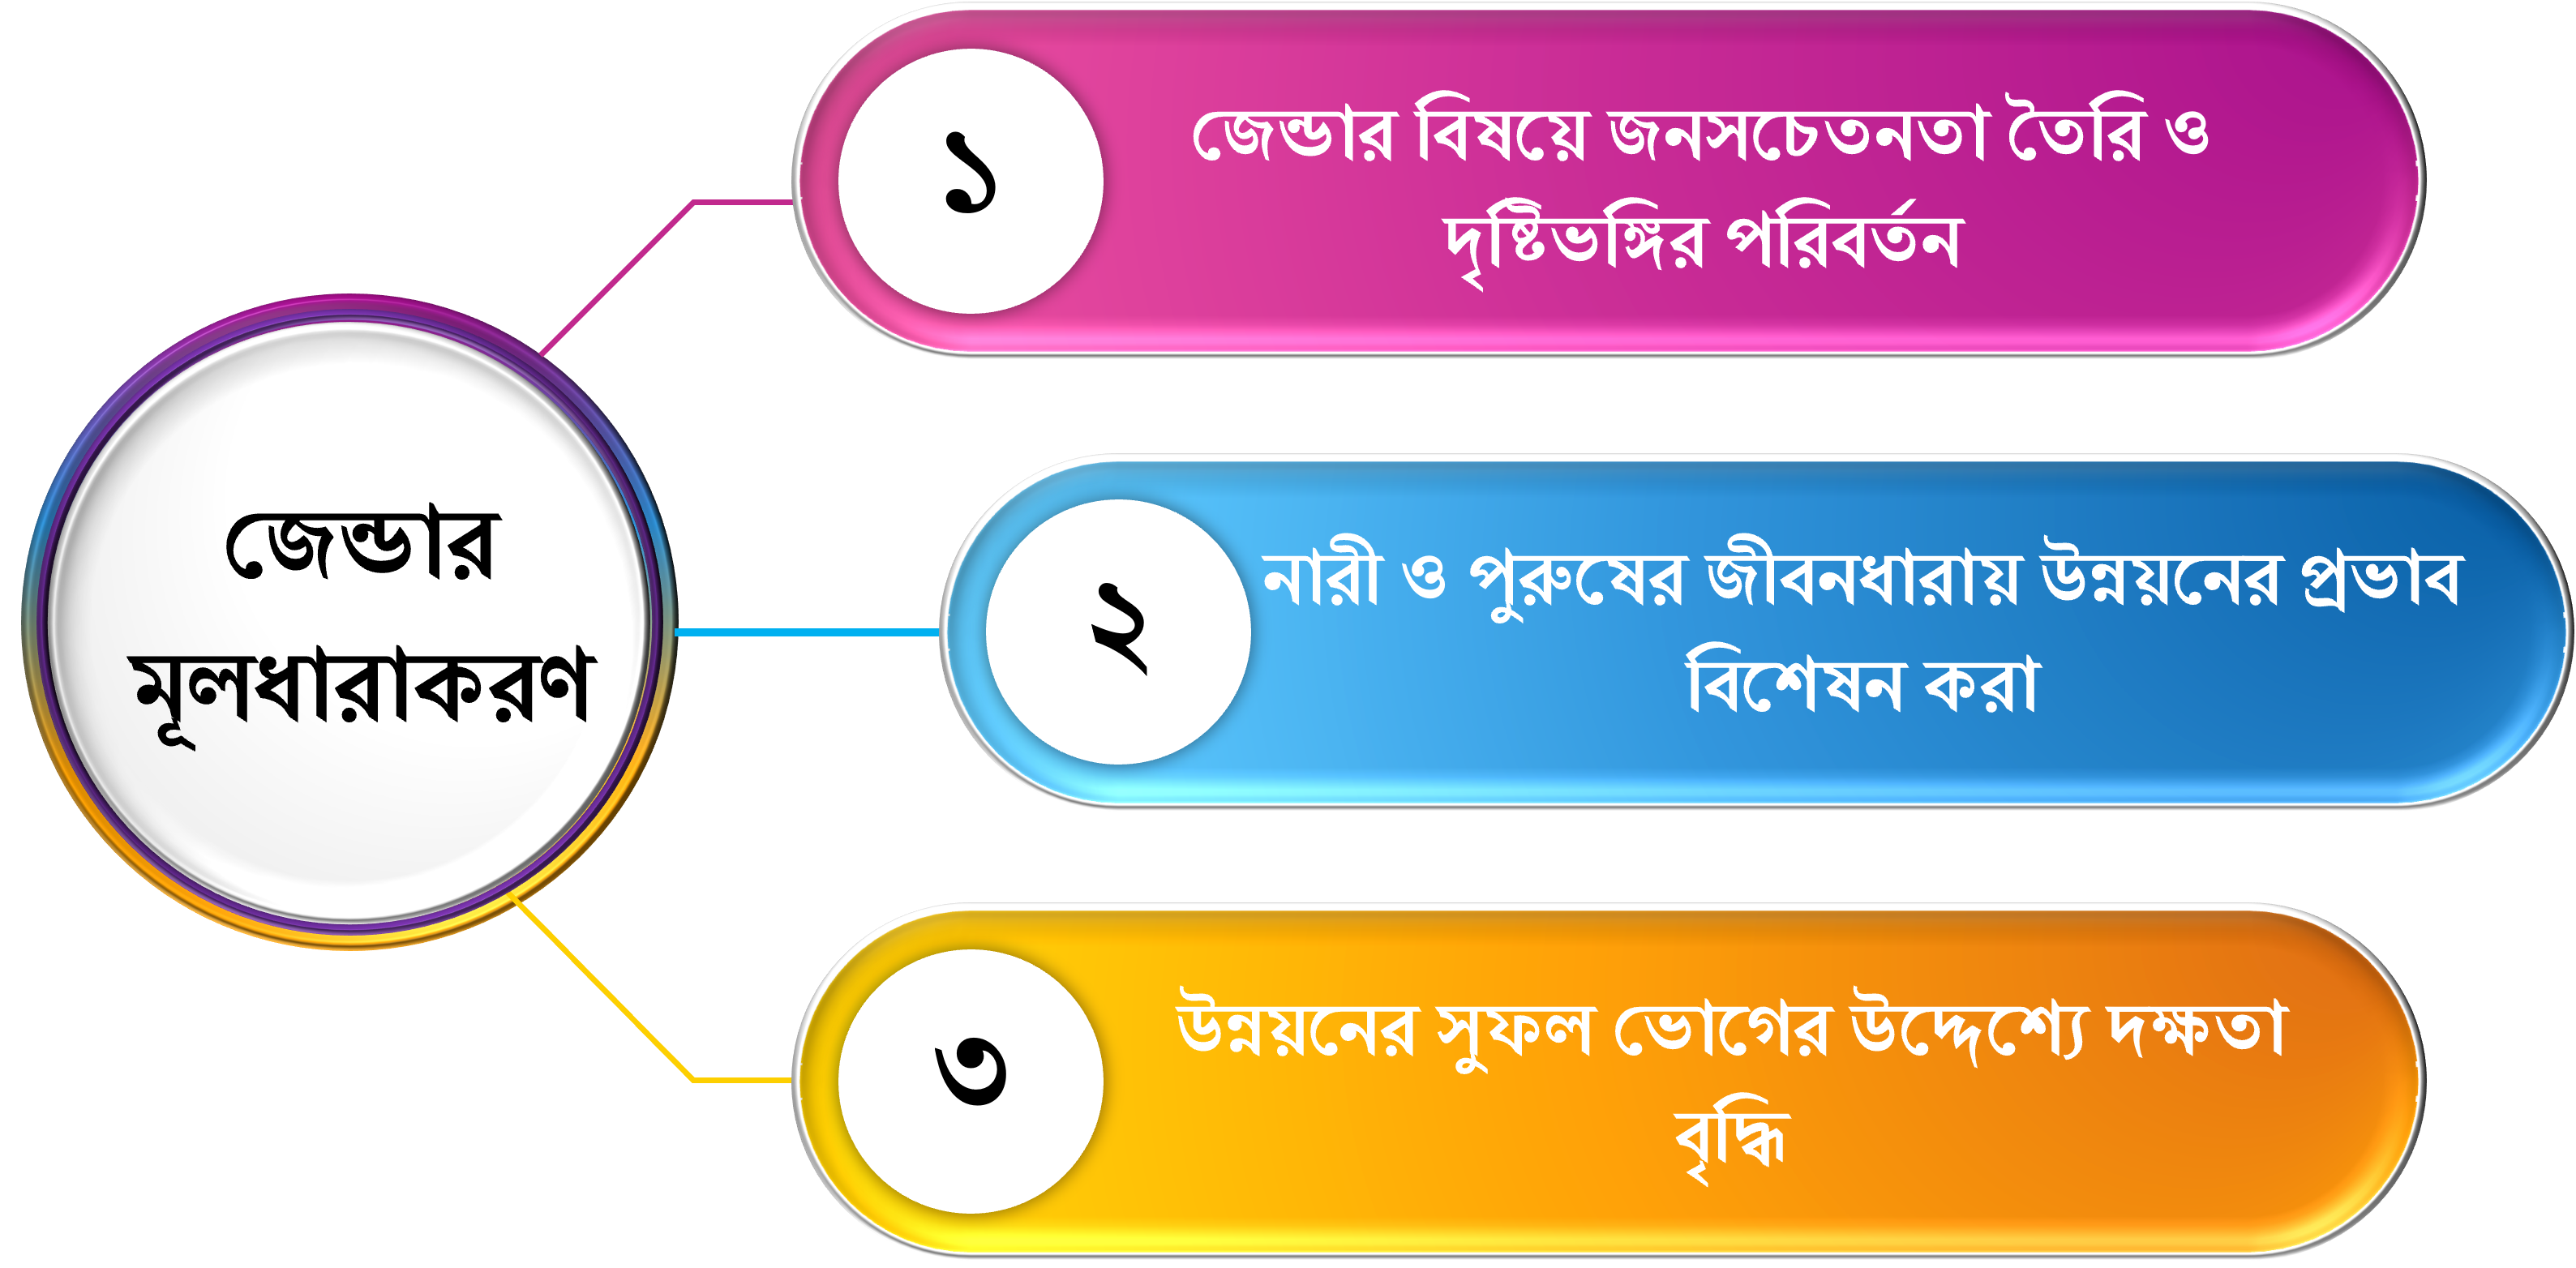 জেন্ডার
মূলধারাকরণ
১
জেন্ডার বিষয়ে জনসচেতনতা তৈরি ও
দৃষ্টিভঙ্গির পরিবর্তন
২
নারী ও পুরুষের জীবনধারায় উন্নয়নের প্রভাব
বিশেষন করা
৩
উন্নয়নের সুফল ভোগের উদ্দেশ্যে দক্ষতা
বৃদ্ধি